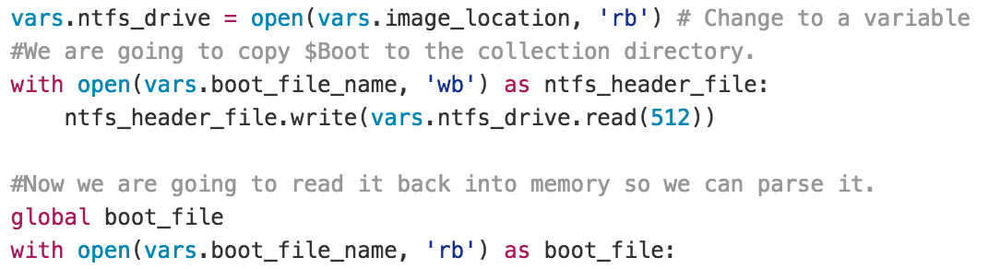 vars.ntfs_drive = open(vars.image_location, 'rb') # Change to a variable
#We are going to copy $Boot to the collection directory.
with open(vars.boot_file_name, 'wb') as ntfs_header_file:
    ntfs_header_file.write(vars.ntfs_drive.read(512))

#Now we are going to read it back into memory so we can parse it.
global boot_file
with open(vars.boot_file_name, 'rb') as boot_file: